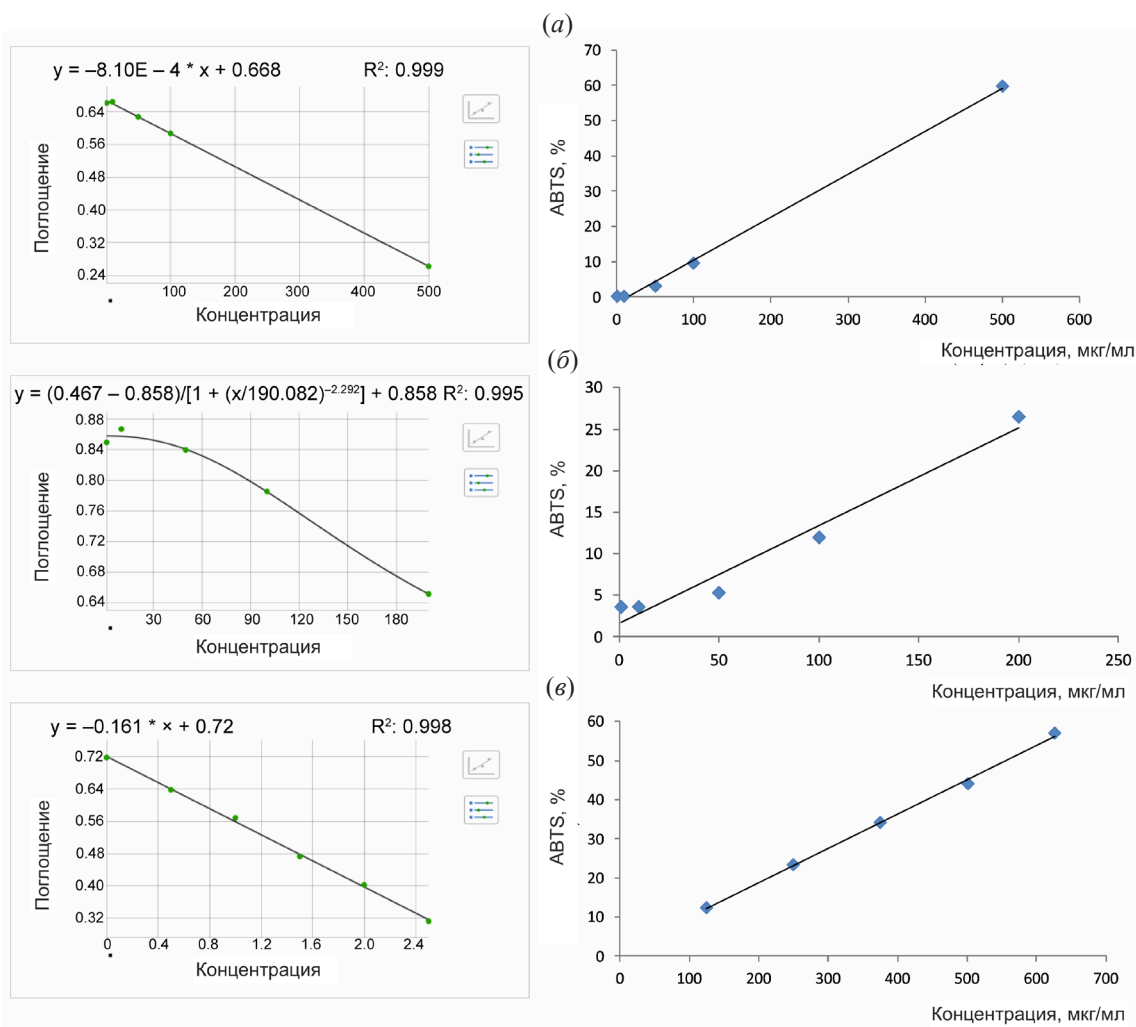 (а)
y = –8.10E – 4 * x + 0.668 R²: 0.999
0.64
0.56
0.48
0.40
0.32
0.24
Поглощение
100 200 300 400 500
Концентрация
70
60
50
40
30
20
10
0
ABTS, %
0 100 200 300 400 500 600
Концентрация, мкг/мл
(б)
y = (0.467 – 0.858)/[1 + (x/190.082)^–2.292] + 0.858 R²: 0.995
0.88
0.84
0.80
0.76
0.72
0.68
0.64
Поглощение
30 60 90 120 150 180
Концентрация
30
25
20
15
10
5
0
ABTS, %
0 50 100 150 200 250
Концентрация, мкг/мл
(в)
y = –0.161 * × + 0.72 R²: 0.998
0.72
0.64
0.56
0.48
0.40
0.32
Поглощение
0 0.4 0.8 1.2 1.6 2.0 2.4
Концентрация
60
50
40
30
20
10
0
ABTS, %
0 100 200 300 400 500 600 700
Концентрация, мкг/мл